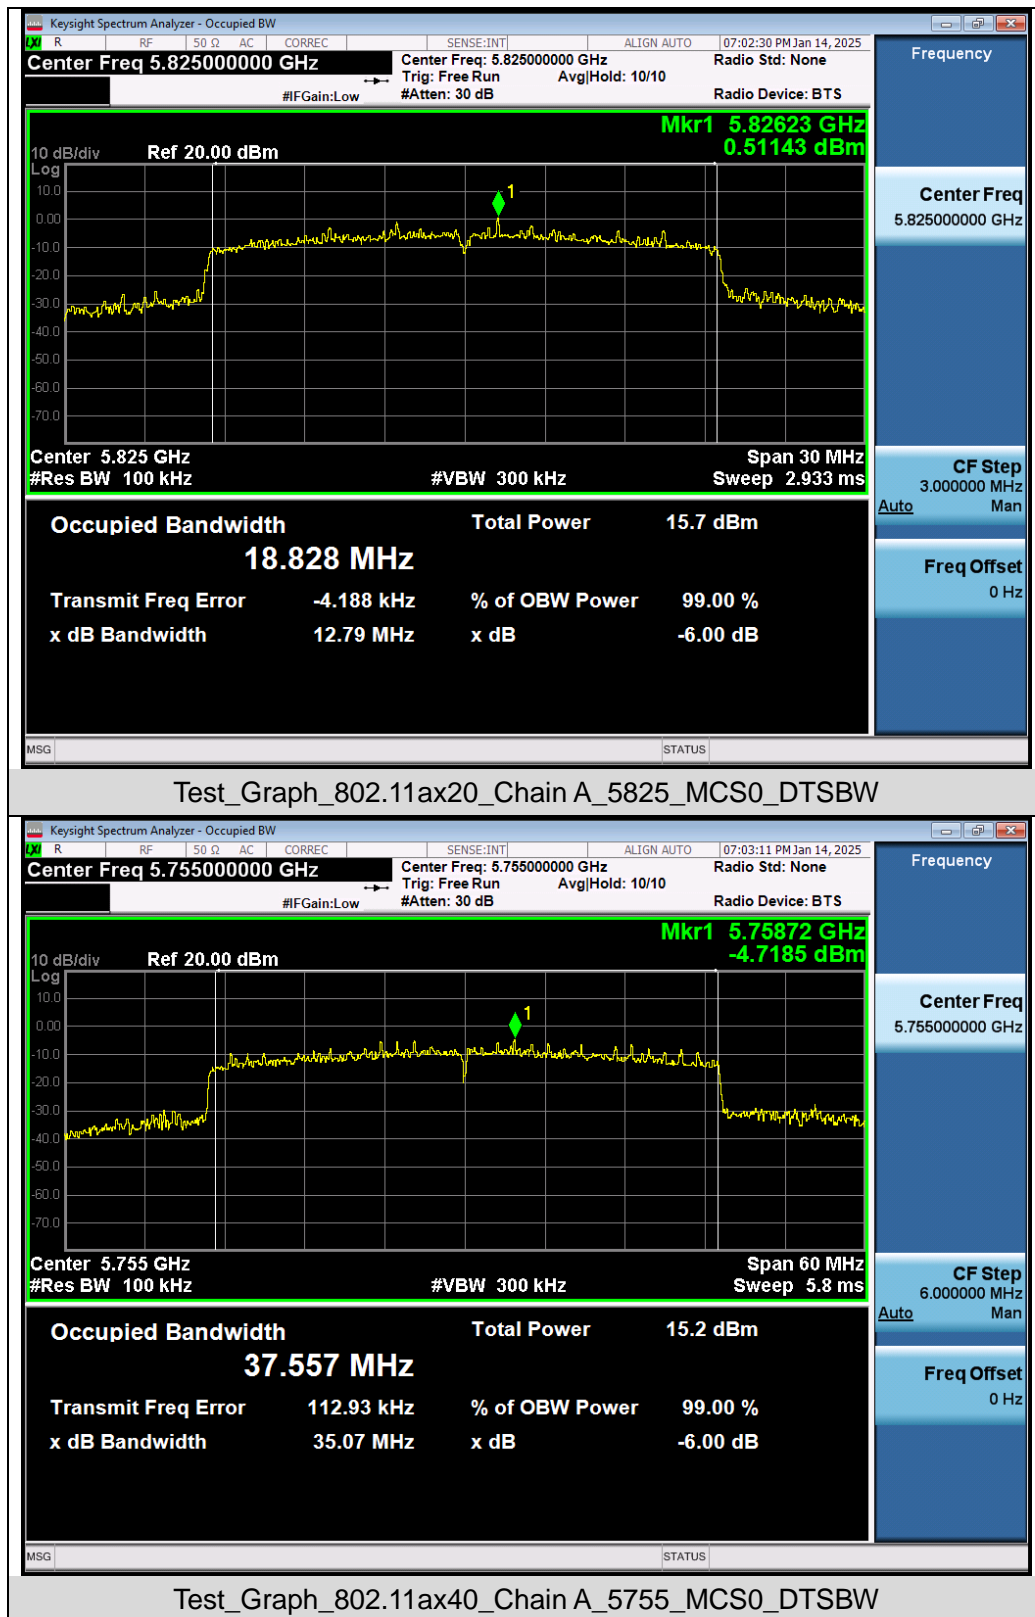 Keysight Spectrum Analyzer - Occupied BW
LXI R RF 50 Ω AC CORREC SENSE:INT ALIGN AUTO 07:02:30 PM Jan 14, 2025
Center Freq 5.825000000 GHz
Center Freq: 5.825000000 GHz
Radio Std: None
Trig: Free Run Avg|Hold: 10/10
#IFGain:Low #Atten: 30 dB Radio Device: BTS
Frequency
Mkr1 5.82623 GHz
0.51143 dBm
10 dB/div Ref 20.00 dBm
Log
10.0
0.00
-10.0
-20.0
-30.0
-40.0
-50.0
-60.0
-70.0
1
Center 5.825 GHz Span 30 MHz
#Res BW 100 kHz #VBW 300 kHz Sweep 2.933 ms
Center Freq
5.825000000 GHz
CF Step
3.000000 MHz
Auto Man
Freq Offset
0 Hz
Occupied Bandwidth Total Power 15.7 dBm
18.828 MHz
Transmit Freq Error -4.188 kHz % of OBW Power 99.00 %
x dB Bandwidth 12.79 MHz x dB -6.00 dB
MSG STATUS
Test_Graph_802.11ax20_Chain A_5825_MCS0_DTSBW
Keysight Spectrum Analyzer - Occupied BW
LXI R RF 50 Ω AC CORREC SENSE:INT ALIGN AUTO 07:03:11 PM Jan 14, 2025
Center Freq 5.755000000 GHz
Center Freq: 5.755000000 GHz
Radio Std: None
Trig: Free Run Avg|Hold: 10/10
#IFGain:Low #Atten: 30 dB Radio Device: BTS
Frequency
Mkr1 5.75872 GHz
-4.7185 dBm
10 dB/div Ref 20.00 dBm
Log
10.0
0.00
-10.0
-20.0
-30.0
-40.0
-50.0
-60.0
-70.0
1
Center 5.755 GHz Span 60 MHz
#Res BW 100 kHz #VBW 300 kHz Sweep 5.8 ms
Center Freq
5.755000000 GHz
CF Step
6.000000 MHz
Auto Man
Freq Offset
0 Hz
Occupied Bandwidth Total Power 15.2 dBm
37.557 MHz
Transmit Freq Error 112.93 kHz % of OBW Power 99.00 %
x dB Bandwidth 35.07 MHz x dB -6.00 dB
MSG STATUS
Test_Graph_802.11ax40_Chain A_5755_MCS0_DTSBW